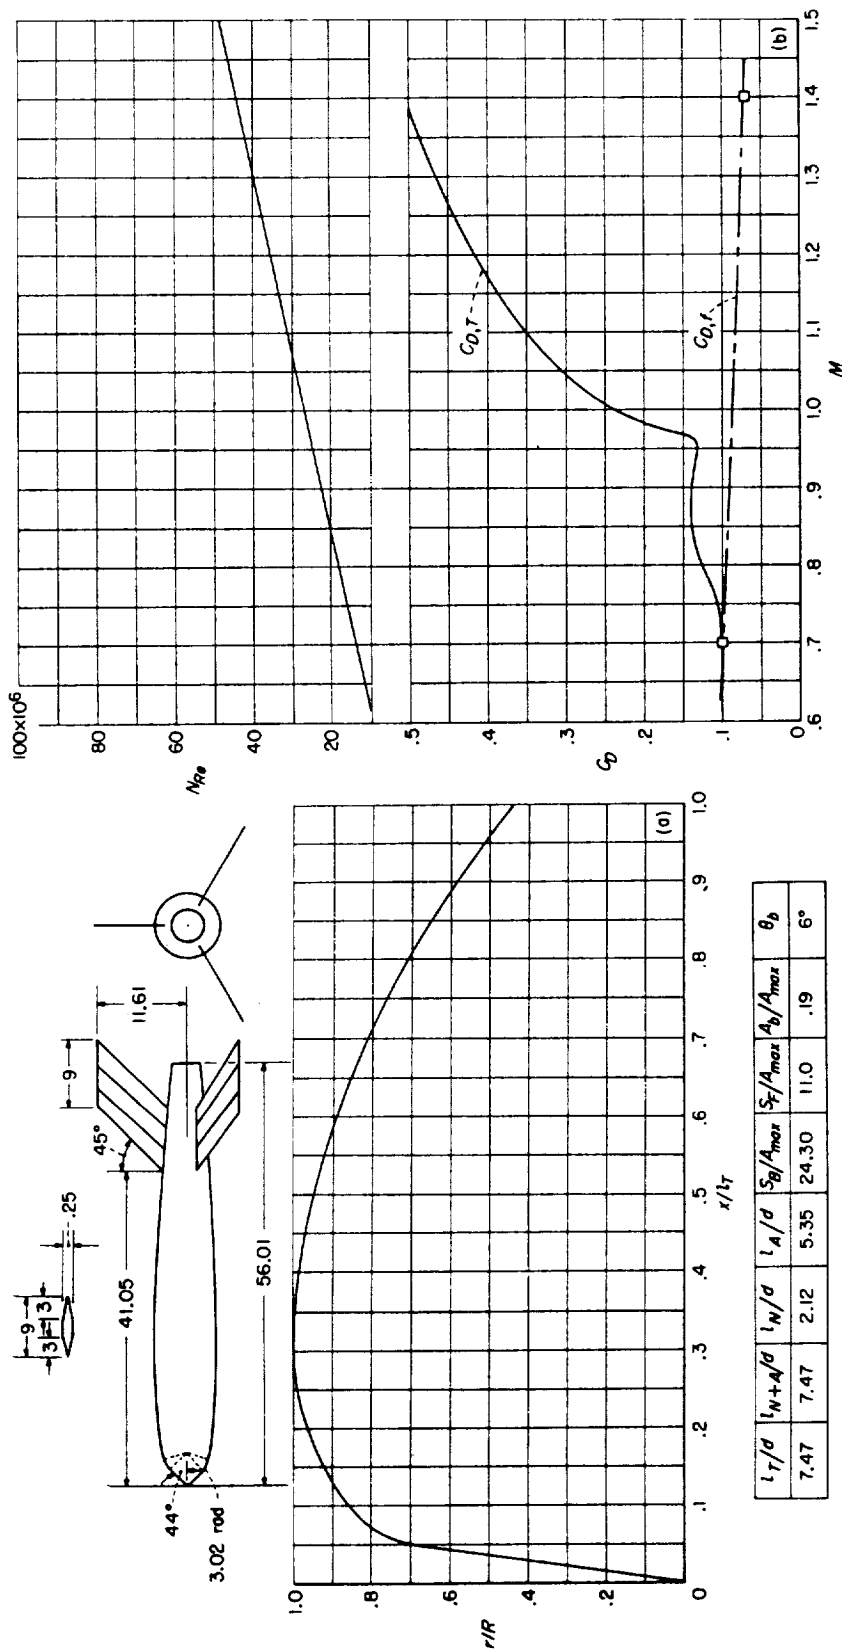 9
3 3
.25
45°
9
11.61
41.05
44°
3.02 rad
56.01
1.0
.8
.6
.4
.2
0
r/R
0 .1 .2 .3 .4 .5 .6 .7 .8 .9 1.0
x/l_T
(a)
l_T/d l_N+A/d l_N/d l_A/d S_B/A_max S_F/A_max A_b/A_max θ_b
7.47 7.47 2.12 5.35 24.30 11.0 .19 6°
100×10⁶
80
60
40
20
N_Re
.5
.4
.3
.2
.1
0
C_D
C_D,T
C_D,f
.6 .7 .8 .9 1.0 1.1 1.2 1.3 1.4 1.5
M
(b)